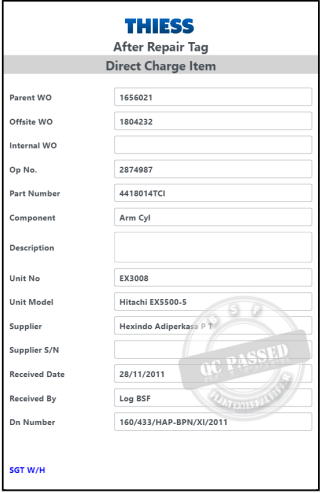 THIESS
After Repair Tag
Direct Charge Item
Parent WO 1656021
Offsite WO 1804232
Internal WO
Op No. 2874987
Part Number 4418014TCI
Component Arm Cyl
Description
Unit No EX3008
Unit Model Hitachi EX5500-5
Supplier Hexindo Adiperkasa P T
Supplier S/N
Received Date 28/11/2011
Received By Log BSF
Dn Number 160/433/HAP-BPN/XI/2011
B S F
QC PASSED
SGT W/H